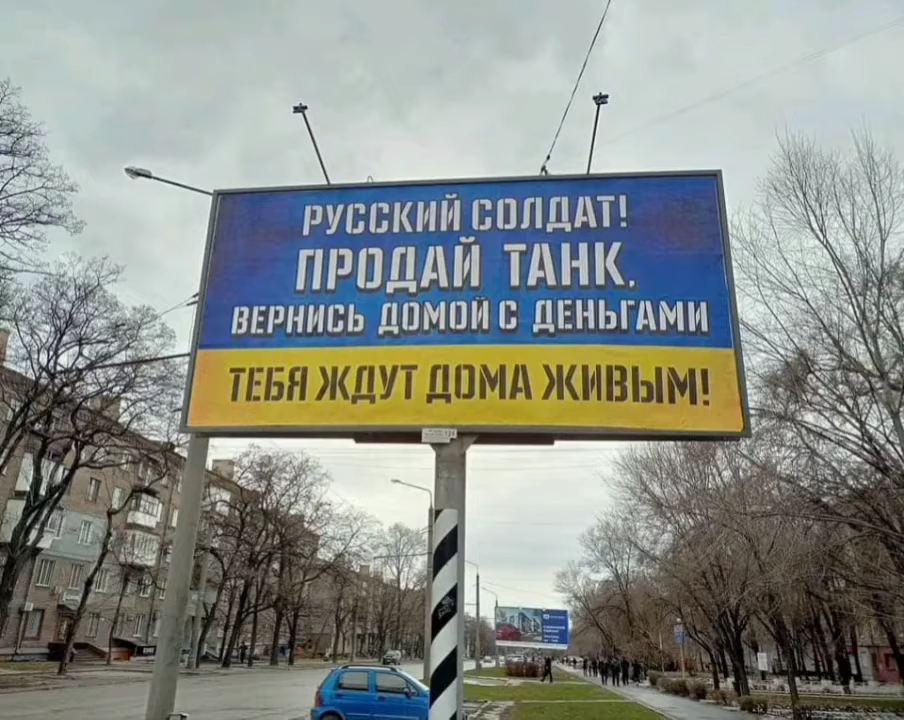 РУССКИЙ СОЛДАТ!
ПРОДАЙ ТАНК,
ВЕРНИСЬ ДОМОЙ С ДЕНЬГАМИ
ТЕБЯ ЖДУТ ДОМА ЖИВЫМ!